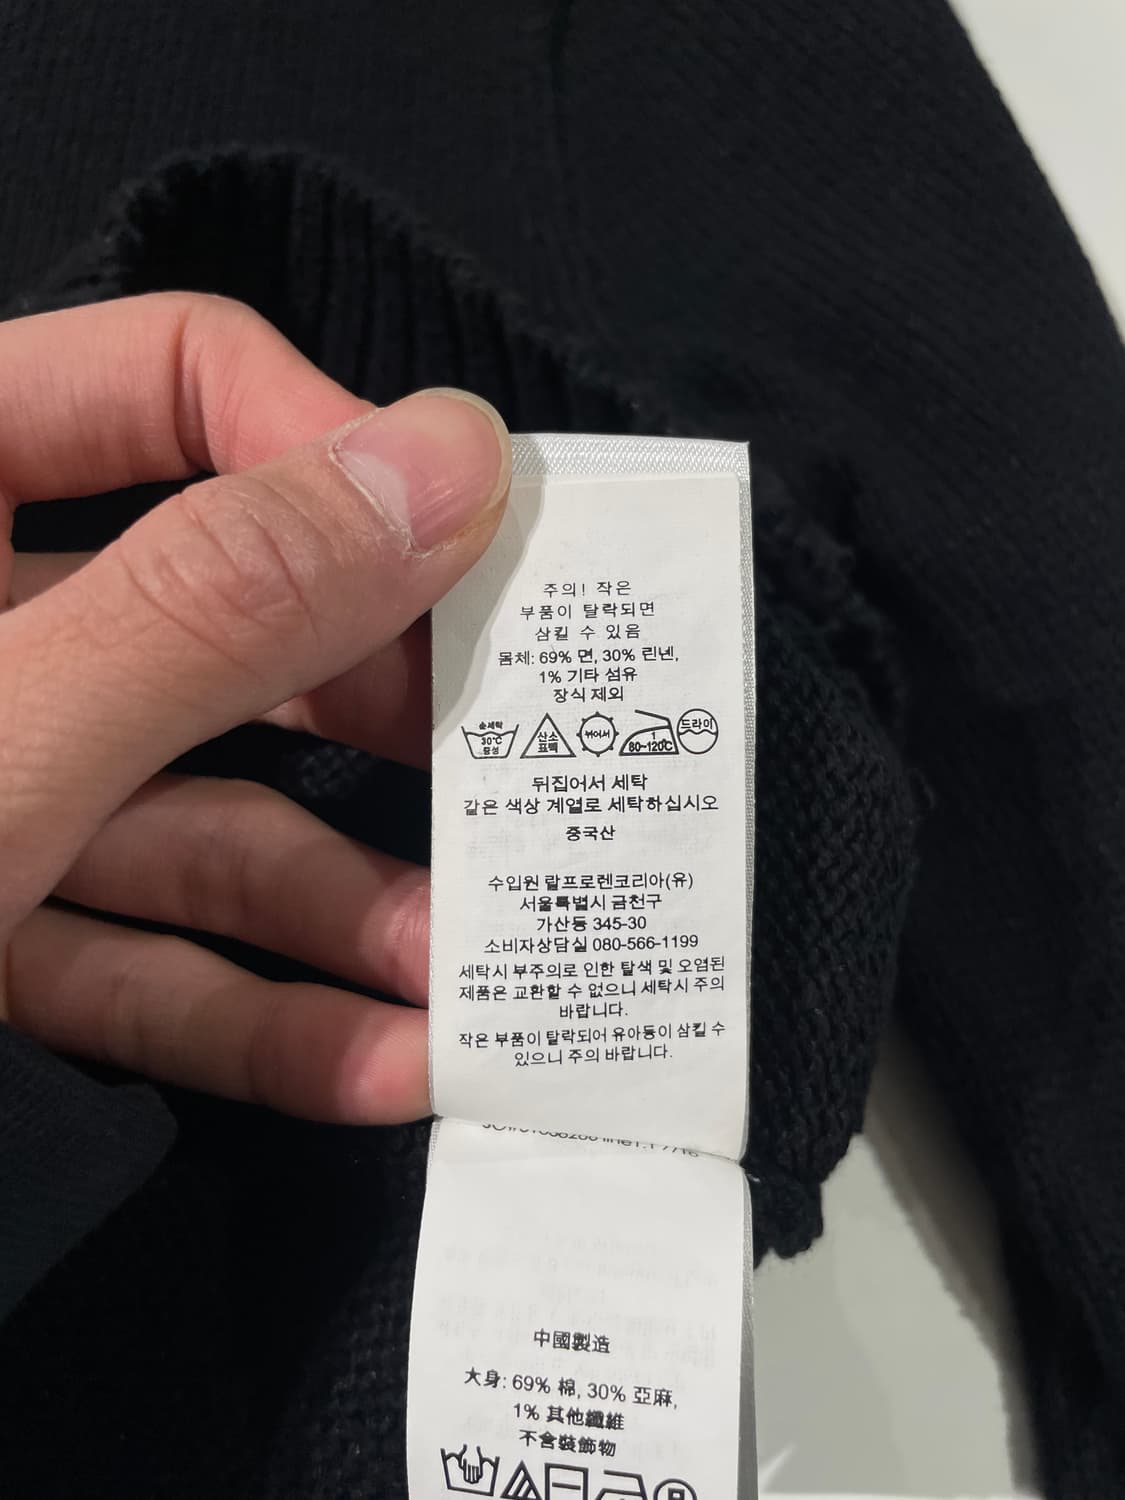 주의! 작은
부품이 탈락되면
삼킬 수 있음
몸체: 69% 면, 30% 린넨,
1% 기타 섬유
장식 제외
손세탁
30℃
중성
산소
표백
뉘어서
1
80~120℃
드라이
뒤집어서 세탁
같은 색상 계열로 세탁하십시오
중국산
수입원 랄프로렌코리아(유)
서울특별시 금천구
가산동 345-30
소비자상담실 080-566-1199
세탁시 부주의로 인한 탈색 및 오염된
제품은 교환할 수 없으니 세탁시 주의
바랍니다.
작은 부품이 탈락되어 유아동이 삼킬 수
있으니 주의 바랍니다.
中國製造
大身: 69% 棉, 30% 亞麻,
1% 其他纖維
不含裝飾物